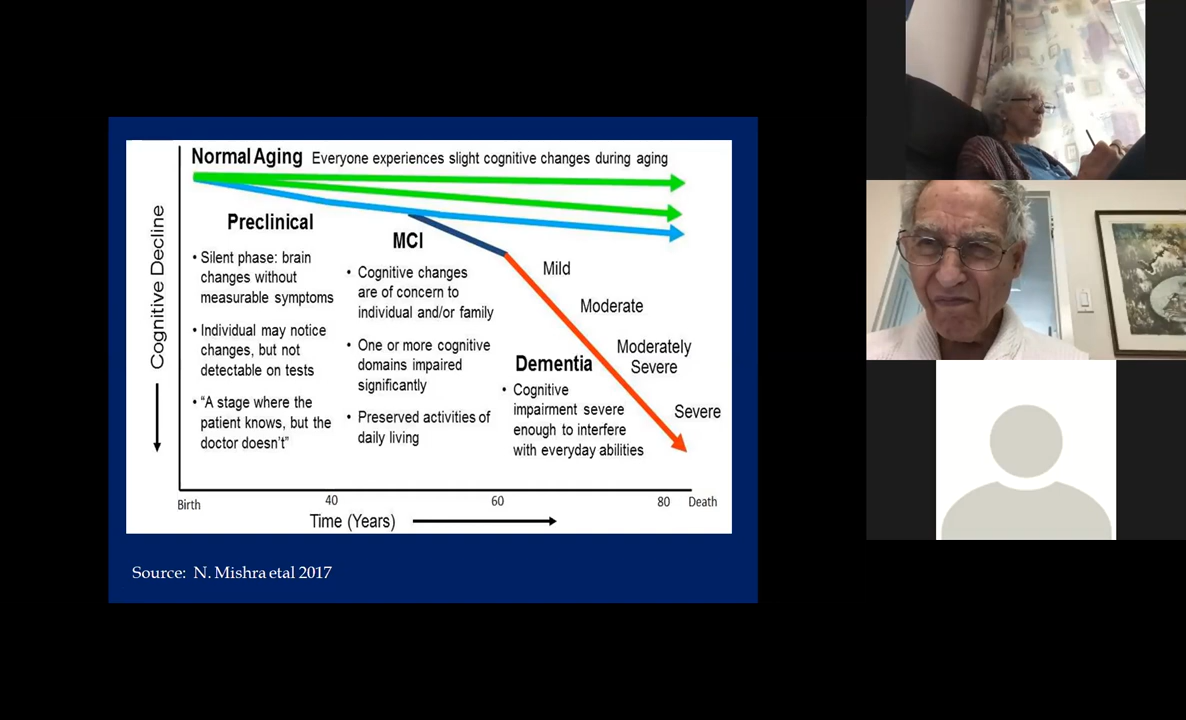 Normal Aging Everyone experiences slight cognitive changes during aging
Cognitive Decline
Preclinical
• Silent phase: brain
changes without
measurable symptoms
• Individual may notice
changes, but not
detectable on tests
• “A stage where the
patient knows, but the
doctor doesn’t”
MCI
• Cognitive changes
are of concern to
individual and/or family
• One or more cognitive
domains impaired
significantly
• Preserved activities of
daily living
Mild
Moderate
Moderately
Severe
Severe
Dementia
• Cognitive
impairment severe
enough to interfere
with everyday abilities
Birth 40 60 80 Death
Time (Years)
Source: N. Mishra etal 2017